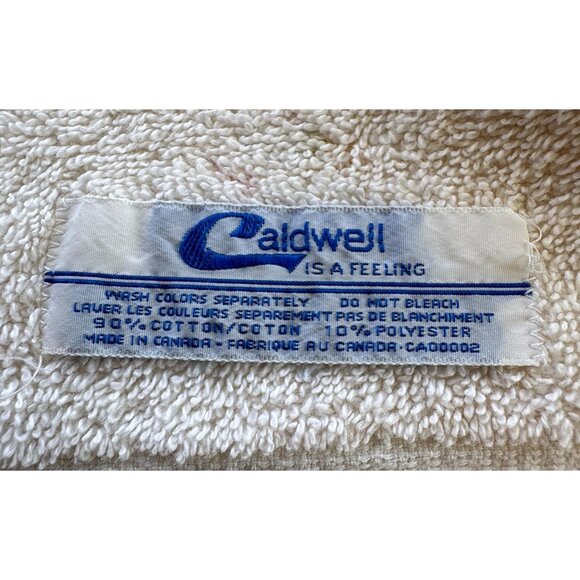 Caldwell
IS A FEELING
WASH COLORS SEPARATELY DO NOT BLEACH
LAVER LES COULEURS SEPAREMENT PAS DE BLANCHIMENT
90% COTTON/COTON 10% POLYESTER
MADE IN CANADA - FABRIQUE AU CANADA - CA00002